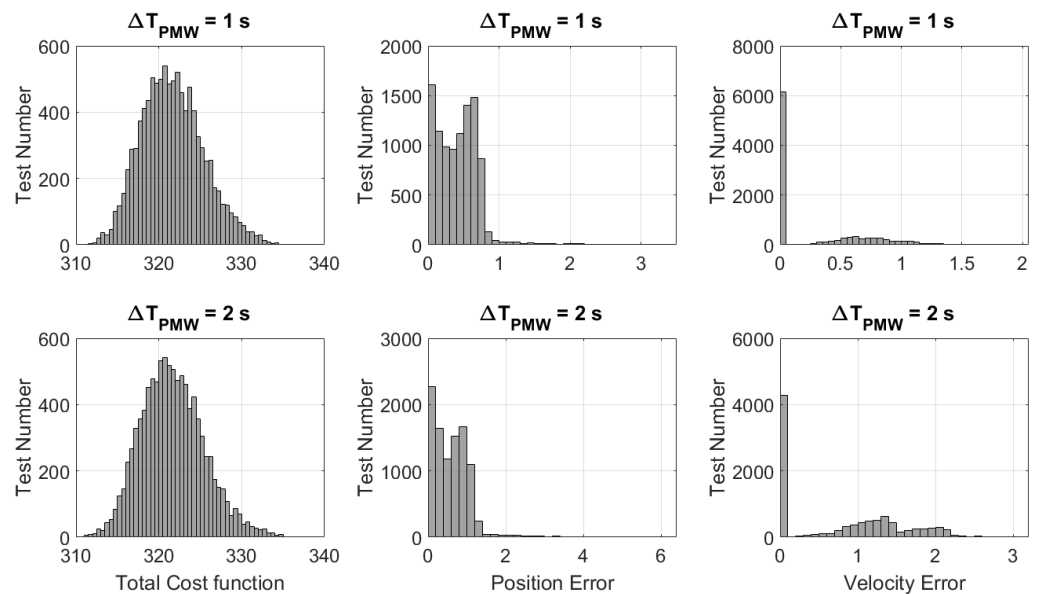 ΔT_PMW = 1 s
Test Number
600
400
200
0
310 320 330 340
ΔT_PMW = 1 s
Test Number
2000
1500
1000
500
0
0 1 2 3
ΔT_PMW = 1 s
Test Number
8000
6000
4000
2000
0
0 0.5 1 1.5 2
ΔT_PMW = 2 s
Test Number
600
400
200
0
310 320 330 340
Total Cost function
ΔT_PMW = 2 s
Test Number
3000
2000
1000
0
0 2 4 6
Position Error
ΔT_PMW = 2 s
Test Number
6000
4000
2000
0
0 1 2 3
Velocity Error